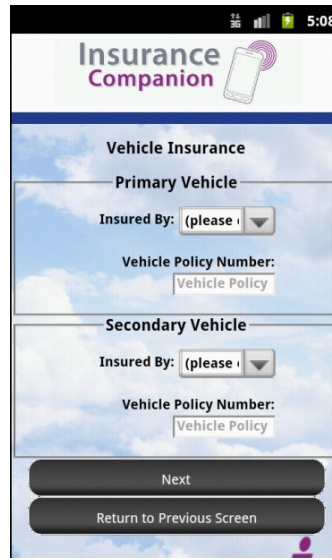 3G 5:08
Insurance
Companion
Vehicle Insurance
Primary Vehicle
Insured By: (please
Vehicle Policy Number:
Vehicle Policy
Secondary Vehicle
Insured By: (please
Vehicle Policy Number:
Vehicle Policy
Next
Return to Previous Screen